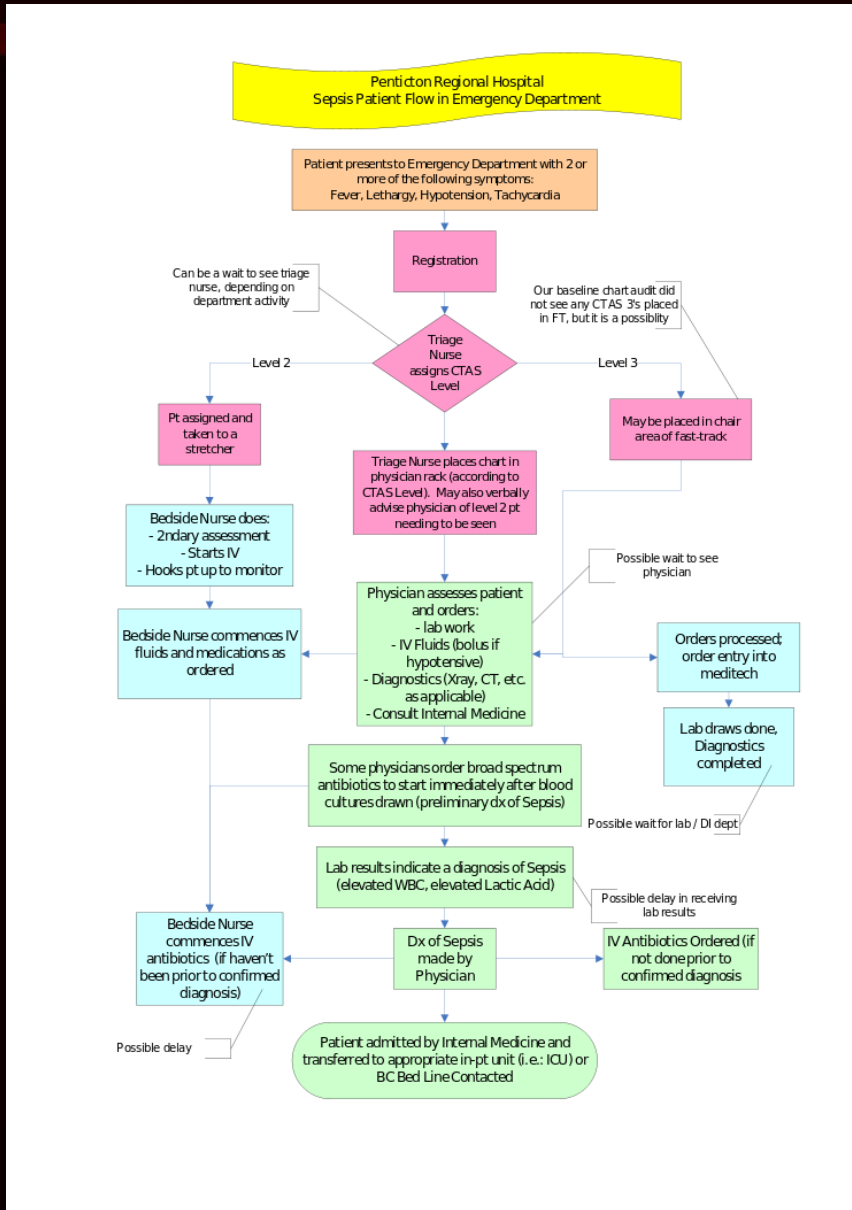 Penticton Regional Hospital
Sepsis Patient Flow in Emergency Department
Patient presents to Emergency Department with 2 or
more of the following symptoms:
Fever, Lethargy, Hypotension, Tachycardia
Registration
Can be a wait to see triage
nurse, depending on
department activity
Our baseline chart audit did
not see any CTAS 3's placed
in FT, but it is a possiblity
Triage
Nurse
assigns CTAS
Level
Level 2
Level 3
Pt assigned and
taken to a
stretcher
May be placed in chair
area of fast-track
Triage Nurse places chart in
physician rack (according to
CTAS Level). May also verbally
advise physician of level 2 pt
needing to be seen
Bedside Nurse does:
- 2ndary assessment
- Starts IV
- Hooks pt up to monitor
Possible wait to see
physician
Physician assesses patient
and orders:
- lab work
- IV Fluids (bolus if
hypotensive)
- Diagnostics (Xray, CT, etc.
as applicable)
- Consult Internal Medicine
Bedside Nurse commences IV
fluids and medications as
ordered
Orders processed;
order entry into
meditech
Lab draws done,
Diagnostics
completed
Some physicians order broad spectrum
antibiotics to start immediately after blood
cultures drawn (preliminary dx of Sepsis)
Possible wait for lab / DI dept
Lab results indicate a diagnosis of Sepsis
(elevated WBC, elevated Lactic Acid)
Possible delay in receiving
lab results
Bedside Nurse
commences IV
antibiotics (if haven't
been prior to confirmed
diagnosis)
Dx of Sepsis
made by
Physician
IV Antibiotics Ordered (if
not done prior to
confirmed diagnosis
Possible delay
Patient admitted by Internal Medicine and
transferred to appropriate in-pt unit (i.e.: ICU) or
BC Bed Line Contacted